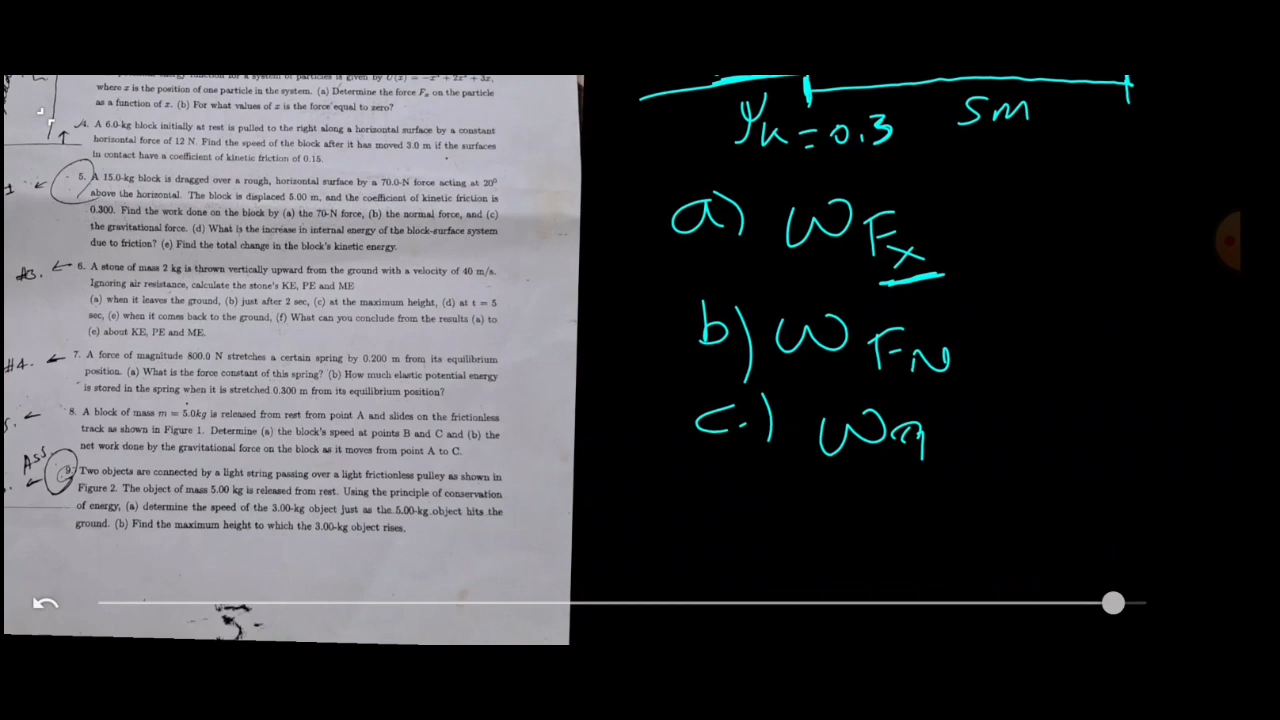 energy function for a system of particles is given by U(x) = −x³ + 2x² + 3x,
where x is the position of one particle in the system. (a) Determine the force Fₓ on the particle
as a function of x. (b) For what values of x is the force equal to zero?
4. A 6.0-kg block initially at rest is pulled to the right along a horizontal surface by a constant
horizontal force of 12 N. Find the speed of the block after it has moved 3.0 m if the surfaces
in contact have a coefficient of kinetic friction of 0.15.
5. A 15.0-kg block is dragged over a rough, horizontal surface by a 70.0-N force acting at 20⁰
above the horizontal. The block is displaced 5.00 m, and the coefficient of kinetic friction is
0.300. Find the work done on the block by (a) the 70-N force, (b) the normal force, and (c)
the gravitational force. (d) What is the increase in internal energy of the block-surface system
due to friction? (e) Find the total change in the block's kinetic energy.
#3. 6. A stone of mass 2 kg is thrown vertically upward from the ground with a velocity of 40 m/s.
Ignoring air resistance, calculate the stone's KE, PE and ME
(a) when it leaves the ground, (b) just after 2 sec, (c) at the maximum height, (d) at t = 5
sec, (e) when it comes back to the ground, (f) What can you conclude from the results (a) to
(e) about KE, PE and ME.
#4. 7. A force of magnitude 800.0 N stretches a certain spring by 0.200 m from its equilibrium
position. (a) What is the force constant of this spring? (b) How much elastic potential energy
is stored in the spring when it is stretched 0.300 m from its equilibrium position?
8. A block of mass m = 5.0kg is released from rest from point A and slides on the frictionless
track as shown in Figure 1. Determine (a) the block's speed at points B and C and (b) the
net work done by the gravitational force on the block as it moves from point A to C.
Ass
9. Two objects are connected by a light string passing over a light frictionless pulley as shown in
Figure 2. The object of mass 5.00 kg is released from rest. Using the principle of conservation
of energy, (a) determine the speed of the 3.00-kg object just as the 5.00-kg object hits the
ground. (b) Find the maximum height to which the 3.00-kg object rises.
μk = 0.3
5m
a) W Fx
b) W FN
c.)